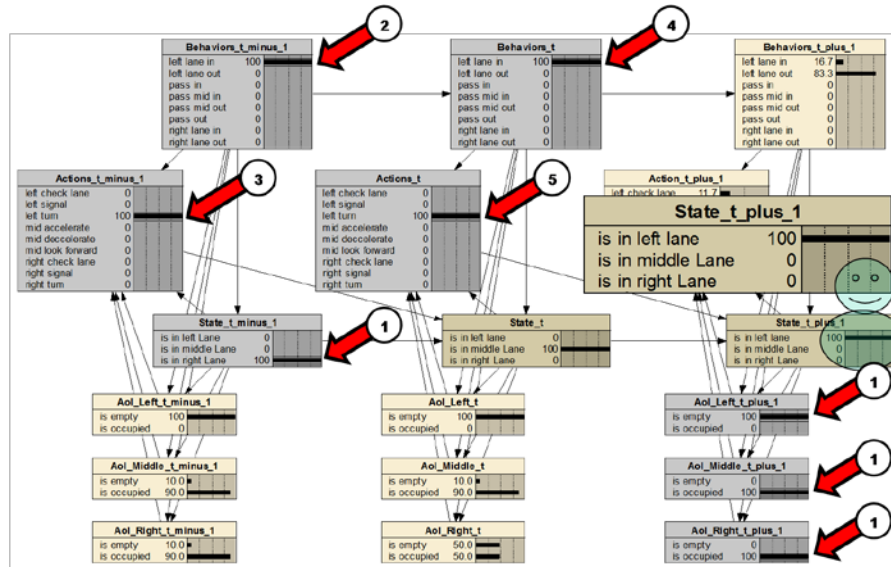 2
4
Behaviors_t_minus_1
left lane in 100
left lane out 0
pass in 0
pass mid in 0
pass mid out 0
pass out 0
right lane in 0
right lane out 0
Behaviors_t
left lane in 100
left lane out 0
pass in 0
pass mid in 0
pass mid out 0
pass out 0
right lane in 0
right lane out 0
Behaviors_t_plus_1
left lane in 16.7
left lane out 83.3
pass in 0
pass mid in 0
pass mid out 0
pass out 0
right lane in 0
right lane out 0
3
5
Actions_t_minus_1
left check lane 0
left signal 0
left turn 100
mid accelerate 0
mid deccolorate 0
mid look forward 0
right check lane 0
right signal 0
right turn 0
Actions_t
left check lane 0
left signal 0
left turn 100
mid accelerate 0
mid deccolorate 0
mid look forward 0
right check lane 0
right signal 0
right turn 0
Action_t_plus_1
left check lane 11.7
State_t_plus_1
is in left lane 100
is in middle Lane 0
is in right Lane 0
1
State_t_minus_1
is in left Lane 0
is in middle Lane 0
is in right Lane 100
State_t
is in left lane 0
is in middle Lane 100
is in right Lane 0
State_t_plus_1
is in left lane 100
is in middle Lane 0
is in right Lane 0
1
AoI_Left_t_minus_1
is empty 100
is occupied 0
AoI_Left_t
is empty 100
is occupied 0
AoI_Left_t_plus_1
is empty 100
is occupied 0
1
AoI_Middle_t_minus_1
is empty 10.0
is occupied 90.0
AoI_Middle_t
is empty 10.0
is occupied 90.0
AoI_Middle_t_plus_1
is empty 0
is occupied 100
1
AoI_Right_t_minus_1
is empty 10.0
is occupied 90.0
AoI_Right_t
is empty 50.0
is occupied 50.0
AoI_Right_t_plus_1
is empty 0
is occupied 100